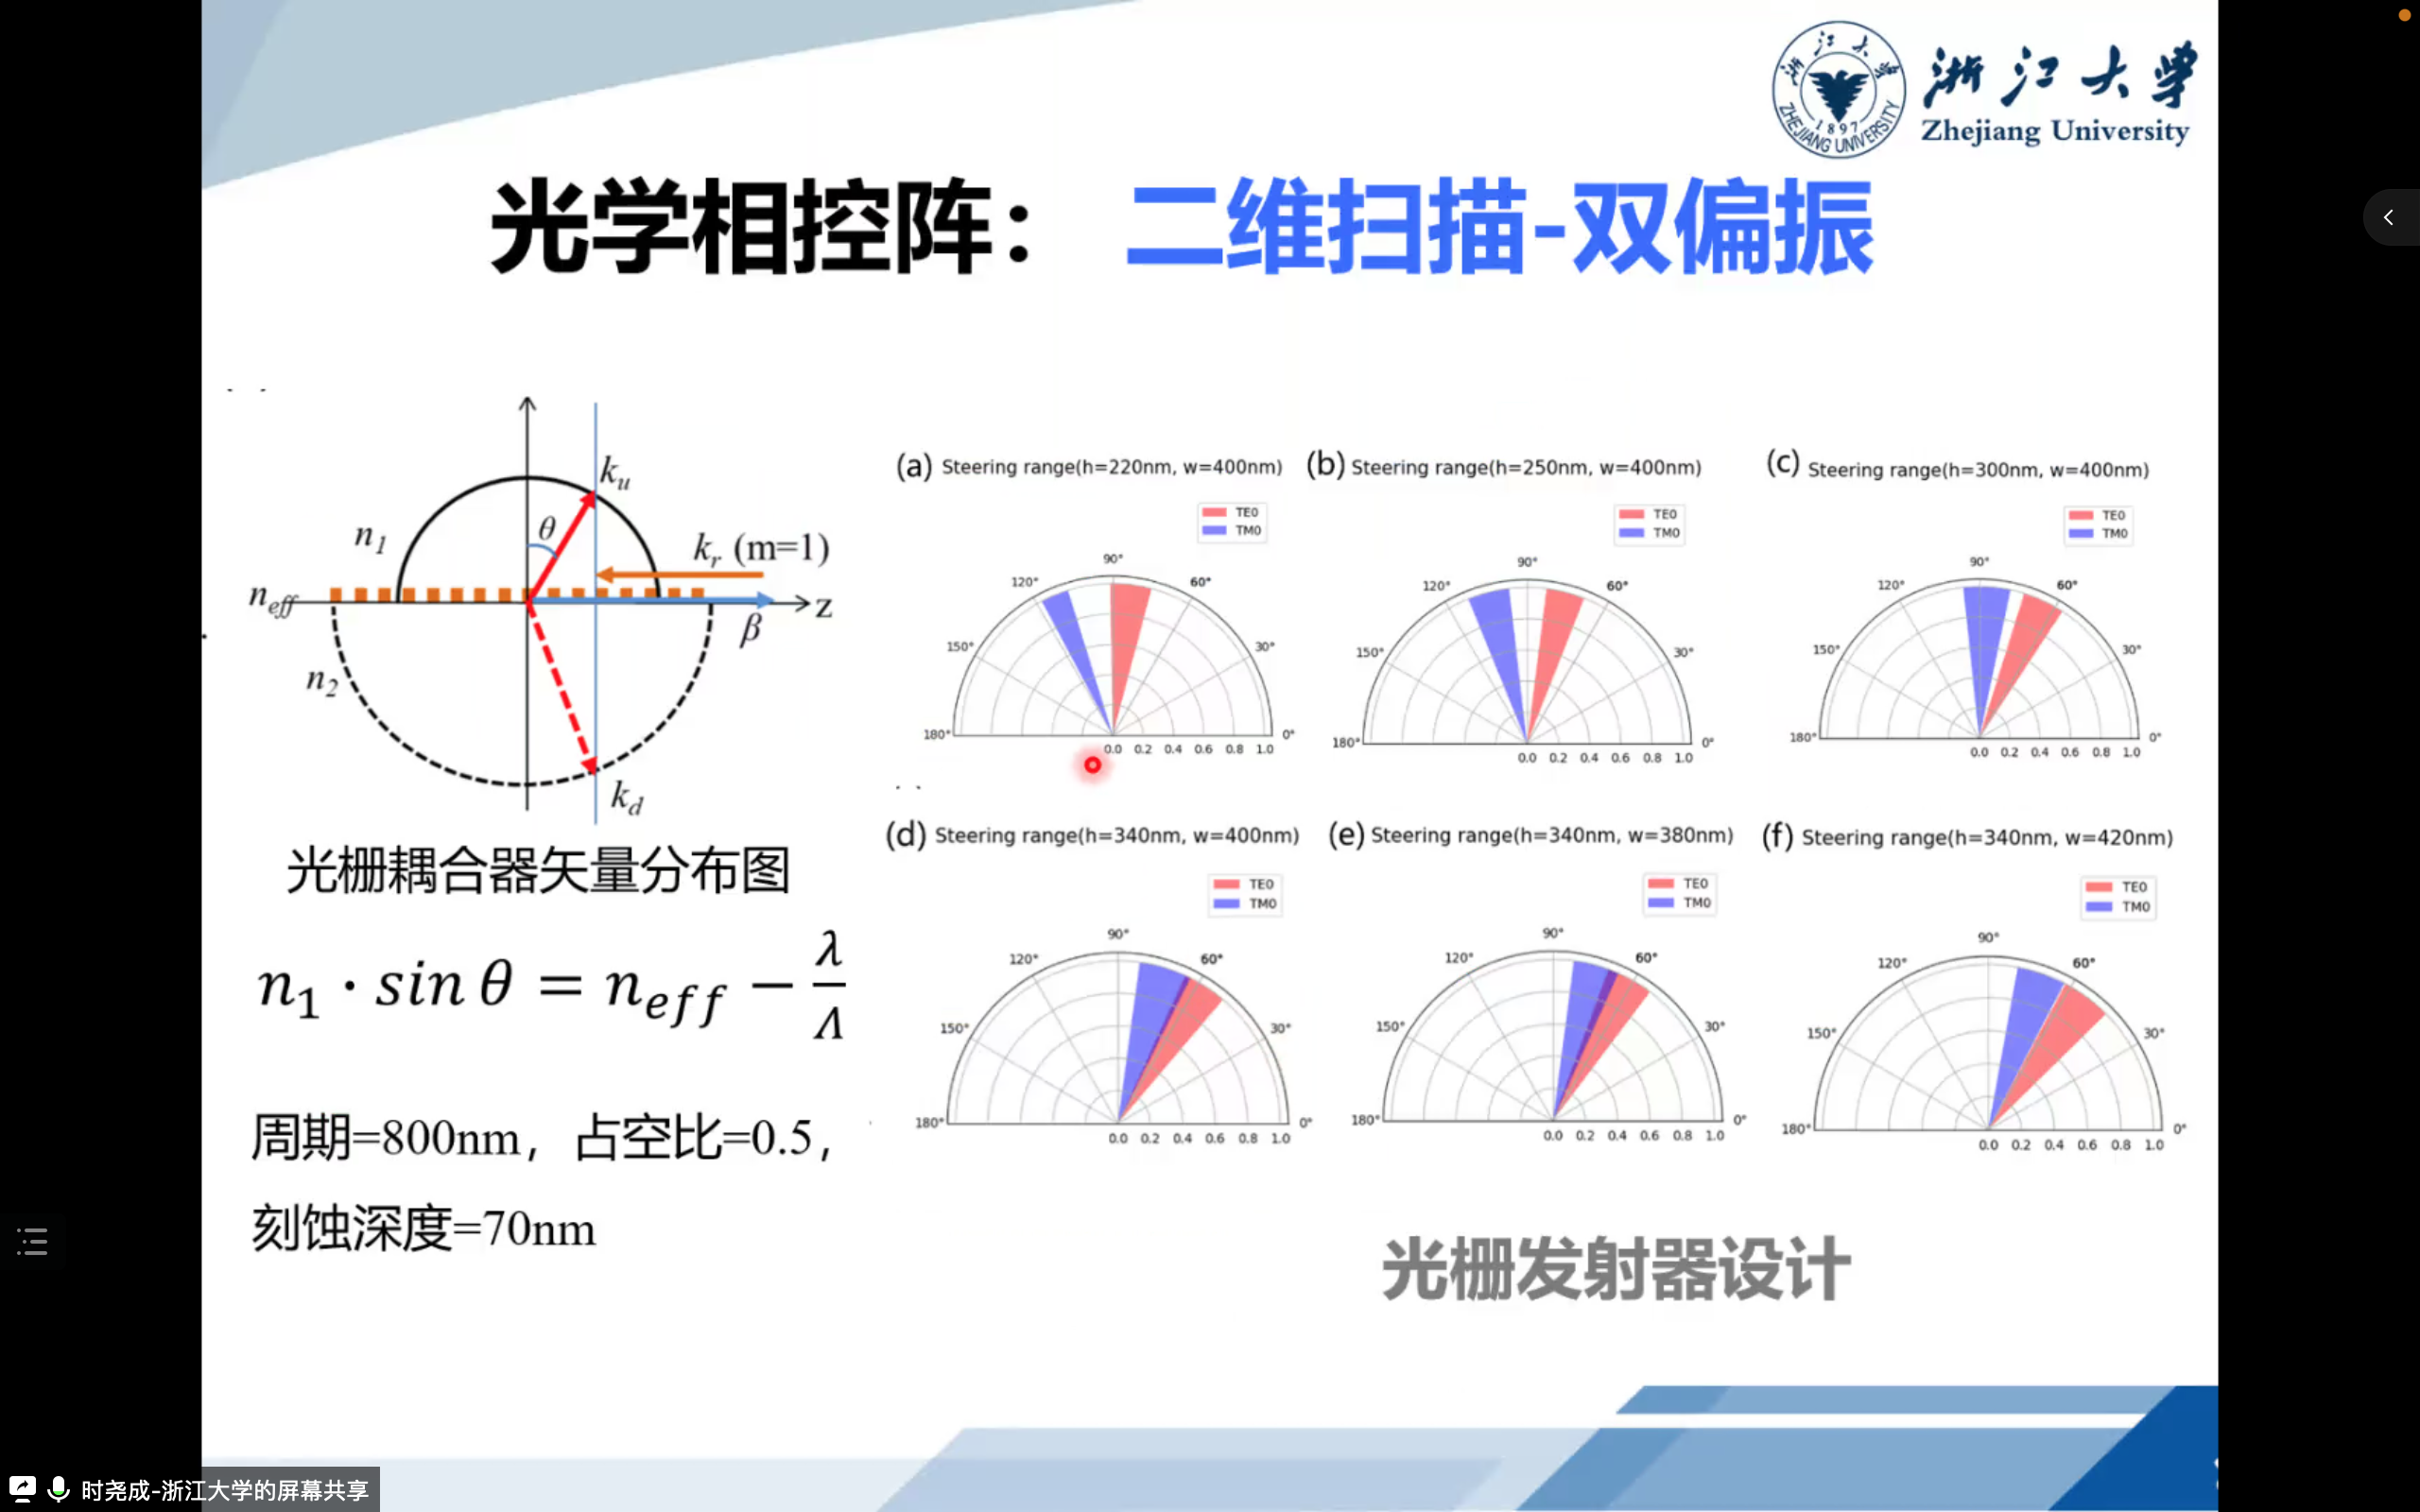 浙江大学
ZHEJIANG UNIVERSITY
1897
浙江大学
Zhejiang University
光学相控阵： 二维扫描-双偏振
k_u
θ
n_1
k_r (m=1)
n_eff
z
β
n_2
k_d
光栅耦合器矢量分布图
n_1 · sin θ = n_eff − λ/Λ
周期=800nm，占空比=0.5，
刻蚀深度=70nm
(a) Steering range(h=220nm, w=400nm)
TE0
TM0
90°
120°
60°
150°
30°
180°
0°
0.0 0.2 0.4 0.6 0.8 1.0
(b) Steering range(h=250nm, w=400nm)
TE0
TM0
90°
120°
60°
150°
30°
180°
0°
0.0 0.2 0.4 0.6 0.8 1.0
(c) Steering range(h=300nm, w=400nm)
TE0
TM0
90°
120°
60°
150°
30°
180°
0°
0.0 0.2 0.4 0.6 0.8 1.0
(d) Steering range(h=340nm, w=400nm)
TE0
TM0
90°
120°
60°
150°
30°
180°
0°
0.0 0.2 0.4 0.6 0.8 1.0
(e) Steering range(h=340nm, w=380nm)
TE0
TM0
90°
120°
60°
150°
30°
180°
0°
0.0 0.2 0.4 0.6 0.8 1.0
(f) Steering range(h=340nm, w=420nm)
TE0
TM0
90°
120°
60°
150°
30°
180°
0°
0.0 0.2 0.4 0.6 0.8 1.0
光栅发射器设计
时尧成-浙江大学的屏幕共享